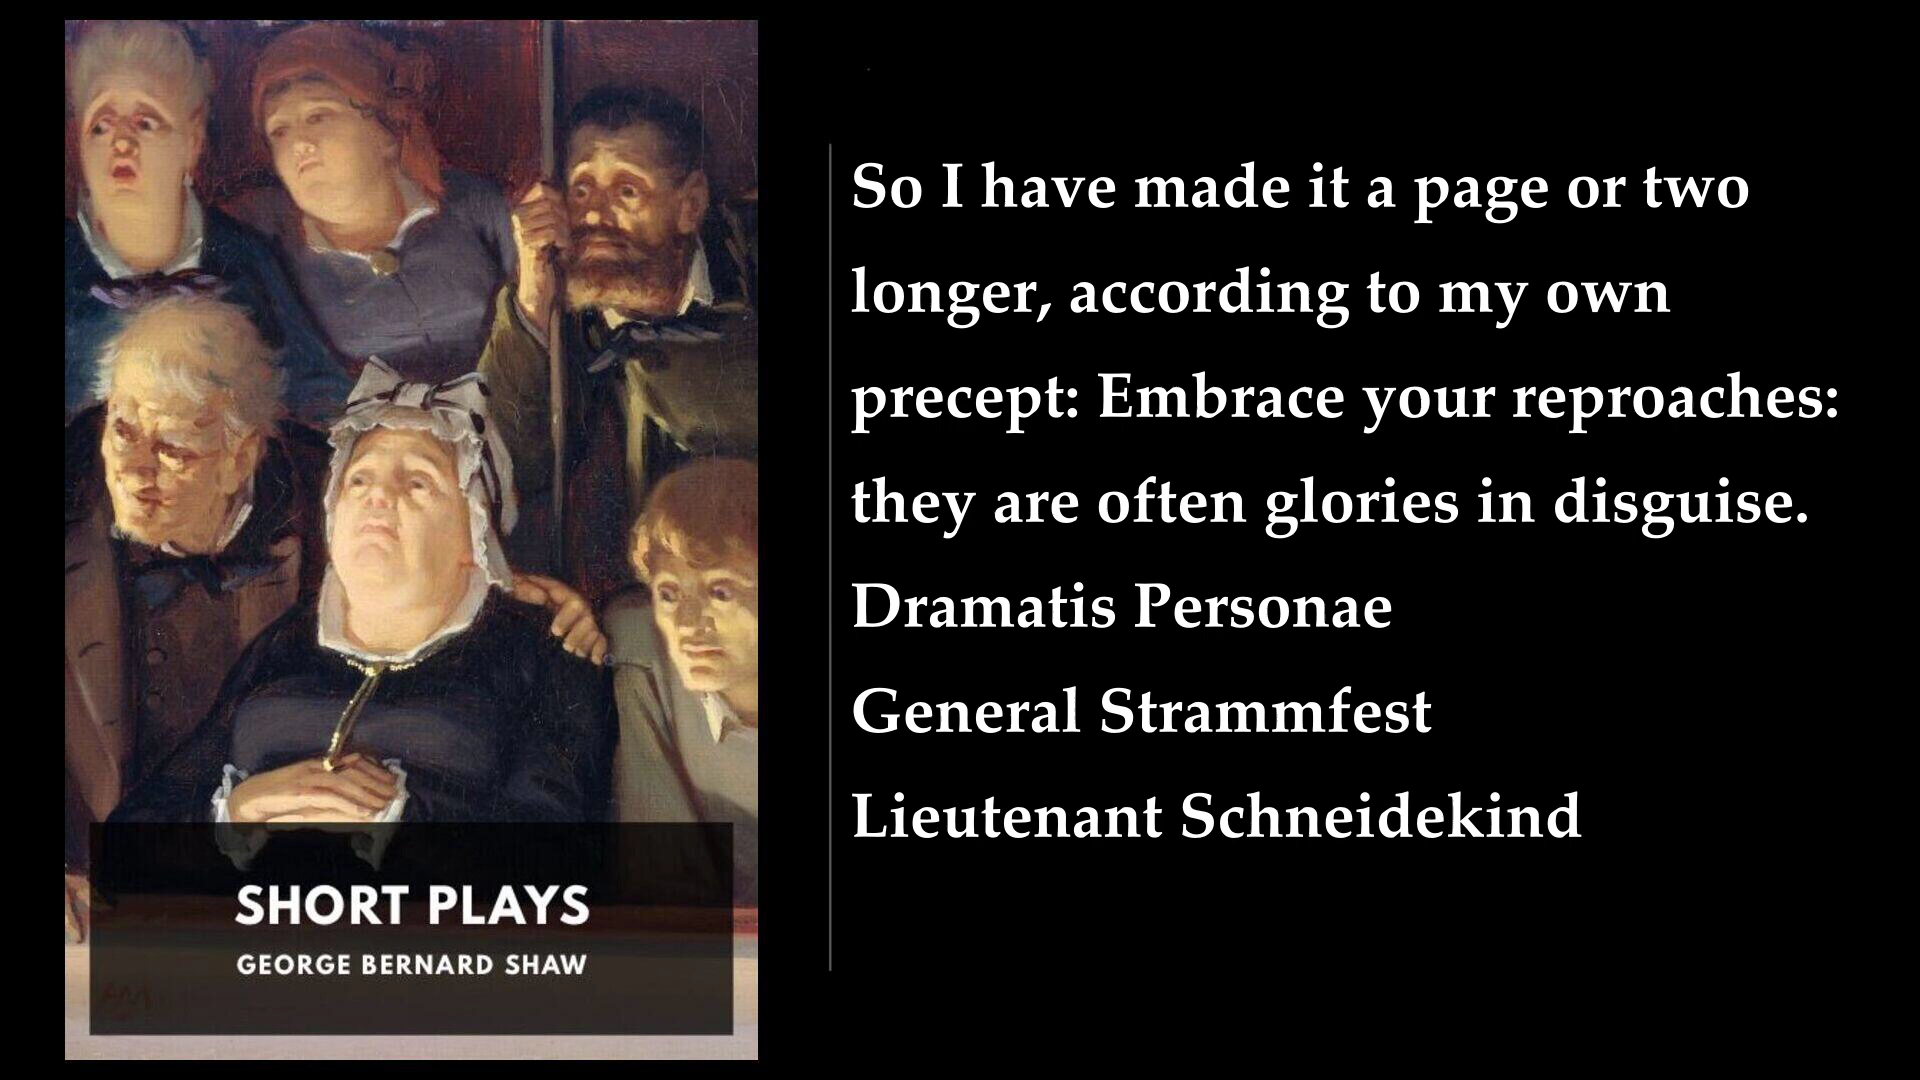 So I have made it a page or two
longer, according to my own
precept: Embrace your reproaches:
they are often glories in disguise.
Dramatis Personae
General Strammfest
Lieutenant Schneidekind
SHORT PLAYS
GEORGE BERNARD SHAW